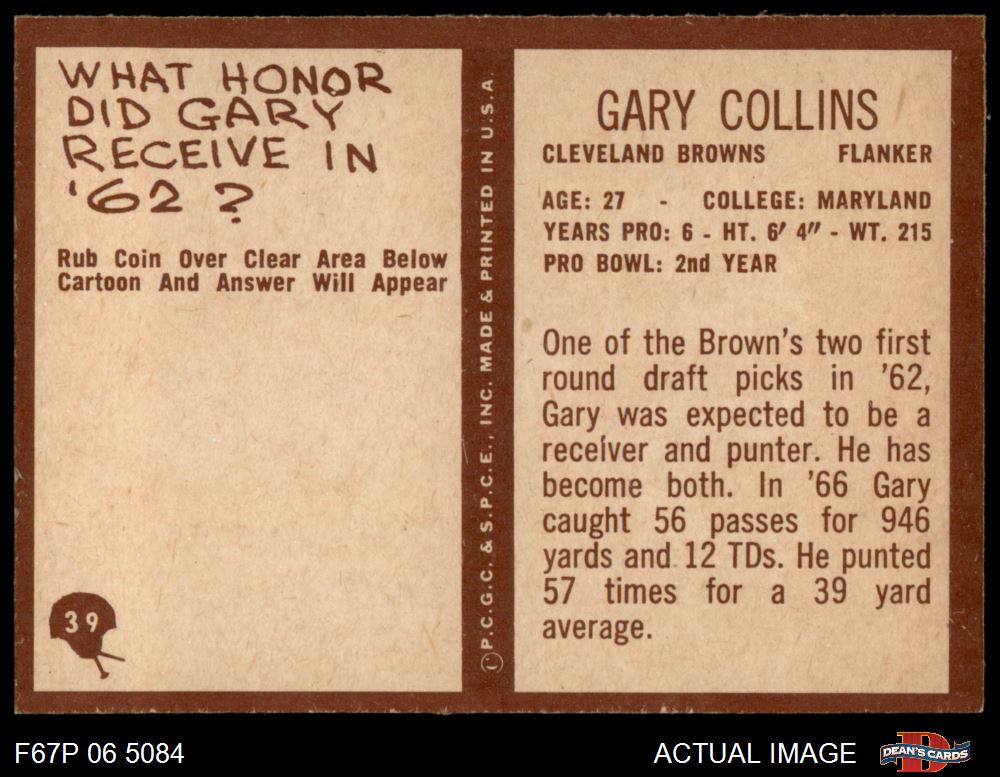 WHAT HONOR
DID GARY
RECEIVE IN
'62 ?
Rub Coin Over Clear Area Below
Cartoon And Answer Will Appear
39
Ⓟ P.C.G.C. & S.P.C.E., INC. MADE & PRINTED IN U.S.A.
GARY COLLINS
CLEVELAND BROWNS FLANKER
AGE: 27 - COLLEGE: MARYLAND
YEARS PRO: 6 - HT. 6' 4" - WT. 215
PRO BOWL: 2nd YEAR
One of the Brown's two first
round draft picks in '62,
Gary was expected to be a
receiver and punter. He has
become both. In '66 Gary
caught 56 passes for 946
yards and 12 TDs. He punted
57 times for a 39 yard
average.
F67P 06 5084
ACTUAL IMAGE
D
DEAN'S CARDS